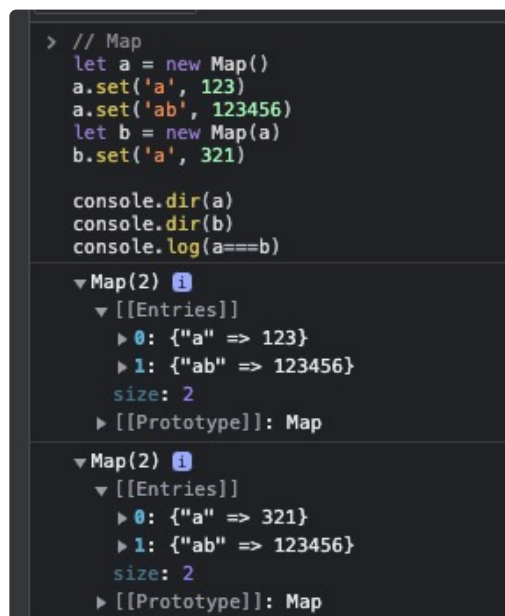 > // Map
let a = new Map()
a.set('a', 123)
a.set('ab', 123456)
let b = new Map(a)
b.set('a', 321)
console.dir(a)
console.dir(b)
console.log(a===b)
▼Map(2) i
▼[[Entries]]
▶0: {"a" => 123}
▶1: {"ab" => 123456}
size: 2
▶[[Prototype]]: Map
▼Map(2) i
▼[[Entries]]
▶0: {"a" => 321}
▶1: {"ab" => 123456}
size: 2
▶[[Prototype]]: Map